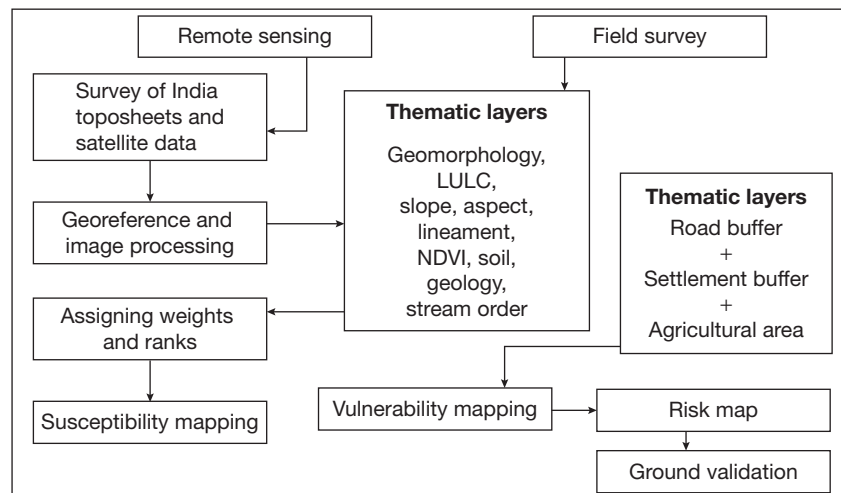 Remote sensing
Field survey
Survey of India
toposheets and
satellite data
Thematic layers
Geomorphology,
LULC,
slope, aspect,
lineament,
NDVI, soil,
geology,
stream order
Thematic layers
Road buffer
+
Settlement buffer
+
Agricultural area
Georeference and
image processing
Assigning weights
and ranks
Susceptibility mapping
Vulnerability mapping
Risk map
Ground validation